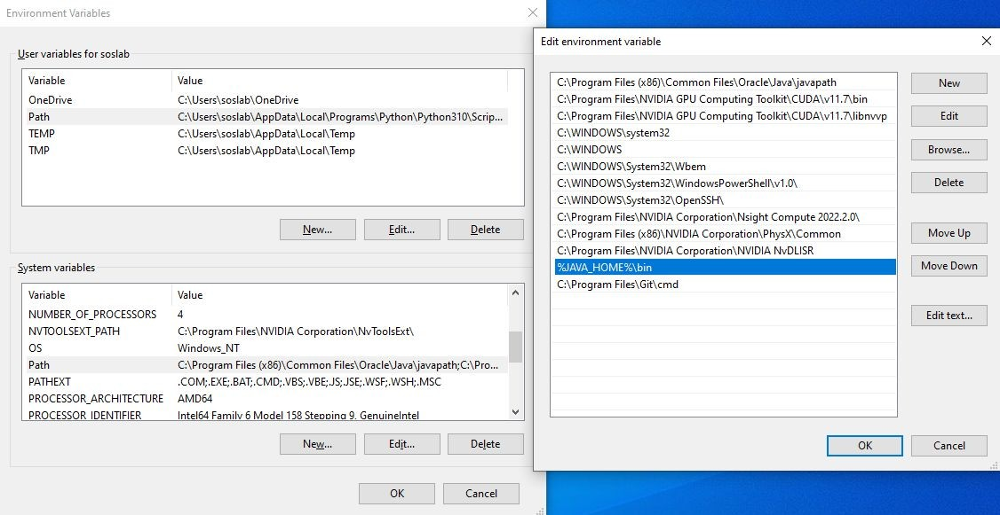 Environment Variables
User variables for soslab
Variable Value
OneDrive C:\Users\soslab\OneDrive
Path C:\Users\soslab\AppData\Local\Programs\Python\Python310\Scrip...
TEMP C:\Users\soslab\AppData\Local\Temp
TMP C:\Users\soslab\AppData\Local\Temp
New... Edit... Delete
System variables
Variable Value
NUMBER_OF_PROCESSORS 4
NVTOOLSEXT_PATH C:\Program Files\NVIDIA Corporation\NvToolsExt\
OS Windows_NT
Path C:\Program Files (x86)\Common Files\Oracle\Java\javapath;C:\Pro...
PATHEXT .COM;.EXE;.BAT;.CMD;.VBS;.VBE;.JS;.JSE;.WSF;.WSH;.MSC
PROCESSOR_ARCHITECTURE AMD64
PROCESSOR_IDENTIFIER Intel64 Family 6 Model 158 Stepping 9, GenuineIntel
New... Edit... Delete
OK Cancel
Edit environment variable
C:\Program Files (x86)\Common Files\Oracle\Java\javapath
C:\Program Files\NVIDIA GPU Computing Toolkit\CUDA\v11.7\bin
C:\Program Files\NVIDIA GPU Computing Toolkit\CUDA\v11.7\libnvvp
C:\WINDOWS\system32
C:\WINDOWS
C:\WINDOWS\System32\Wbem
C:\WINDOWS\System32\WindowsPowerShell\v1.0\
C:\WINDOWS\System32\OpenSSH\
C:\Program Files\NVIDIA Corporation\Nsight Compute 2022.2.0\
C:\Program Files (x86)\NVIDIA Corporation\PhysX\Common
C:\Program Files\NVIDIA Corporation\NVIDIA NvDLISR
%JAVA_HOME%\bin
C:\Program Files\Git\cmd
New
Edit
Browse...
Delete
Move Up
Move Down
Edit text...
OK Cancel